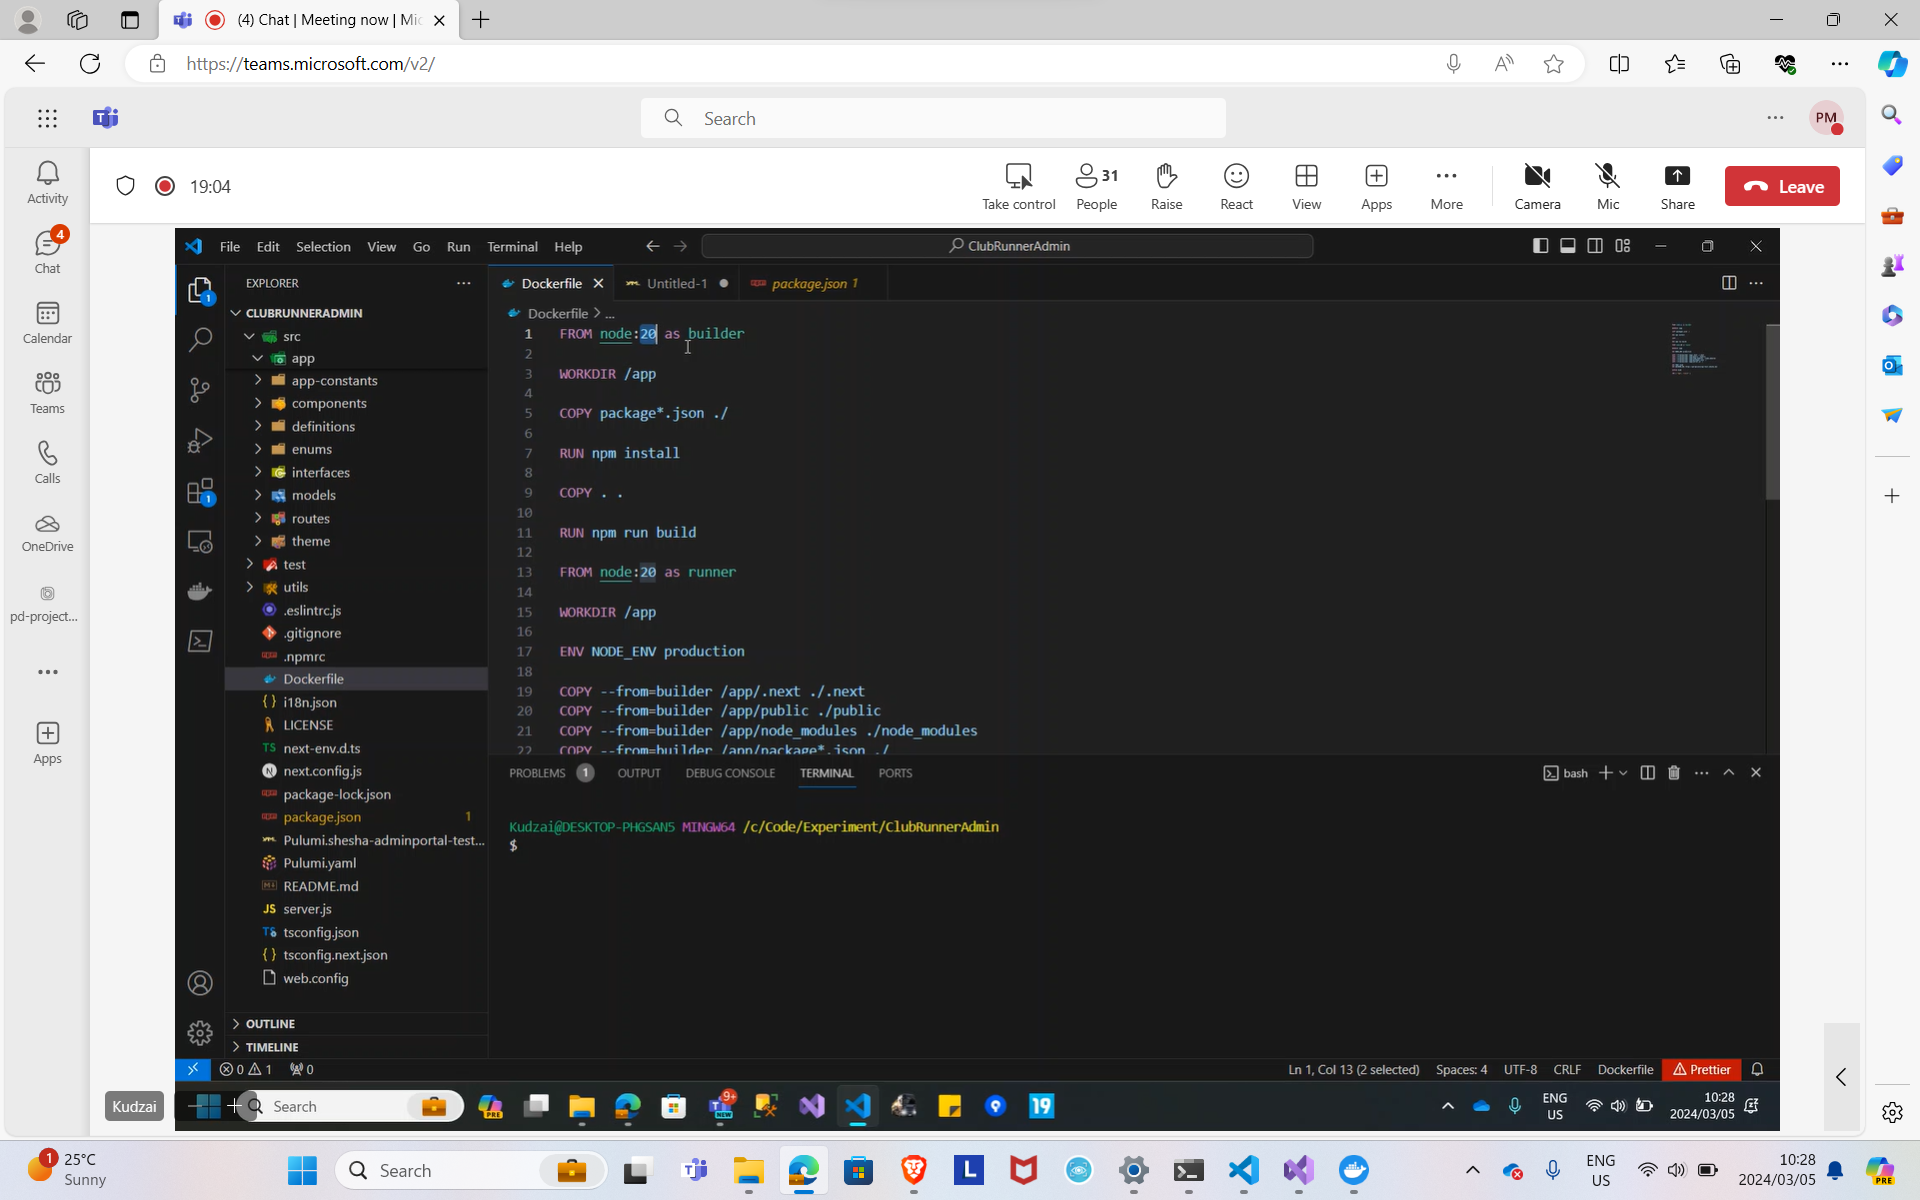 (4) Chat | Meeting now | Mic
https://teams.microsoft.com/v2/
Search
PM
19:04
Take control
31
People
Raise
React
View
Apps
More
Camera
Mic
Share
Leave
Activity
4
Chat
Calendar
Teams
Calls
OneDrive
pd-project...
Apps
File Edit Selection View Go Run Terminal Help
ClubRunnerAdmin
EXPLORER
CLUBRUNNERADMIN
src
app
app-constants
components
definitions
enums
interfaces
models
routes
theme
test
utils
.eslintrc.js
.gitignore
.npmrc
Dockerfile
i18n.json
LICENSE
next-env.d.ts
next.config.js
package-lock.json
package.json 1
Pulumi.shesha-adminportal-test...
Pulumi.yaml
README.md
server.js
tsconfig.json
tsconfig.next.json
web.config
OUTLINE
TIMELINE
Dockerfile Untitled-1 package.json 1
Dockerfile > ...
1 FROM node:20 as builder
2
3 WORKDIR /app
4
5 COPY package*.json ./
6
7 RUN npm install
8
9 COPY . .
10
11 RUN npm run build
12
13 FROM node:20 as runner
14
15 WORKDIR /app
16
17 ENV NODE_ENV production
18
19 COPY --from=builder /app/.next ./.next
20 COPY --from=builder /app/public ./public
21 COPY --from=builder /app/node_modules ./node_modules
22 COPY --from=builder /app/package*.json ./
PROBLEMS 1 OUTPUT DEBUG CONSOLE TERMINAL PORTS
bash
Kudzai@DESKTOP-PHGSAN5 MINGW64 /c/Code/Experiment/ClubRunnerAdmin
$
0 1 0
Ln 1, Col 13 (2 selected) Spaces: 4 UTF-8 CRLF Dockerfile Prettier
Kudzai
Search
9+
NEW
PRE
19
ENG
US
10:28
2024/03/05
1
25°C
Sunny
Search
L
ENG
US
10:28
2024/03/05
PRE